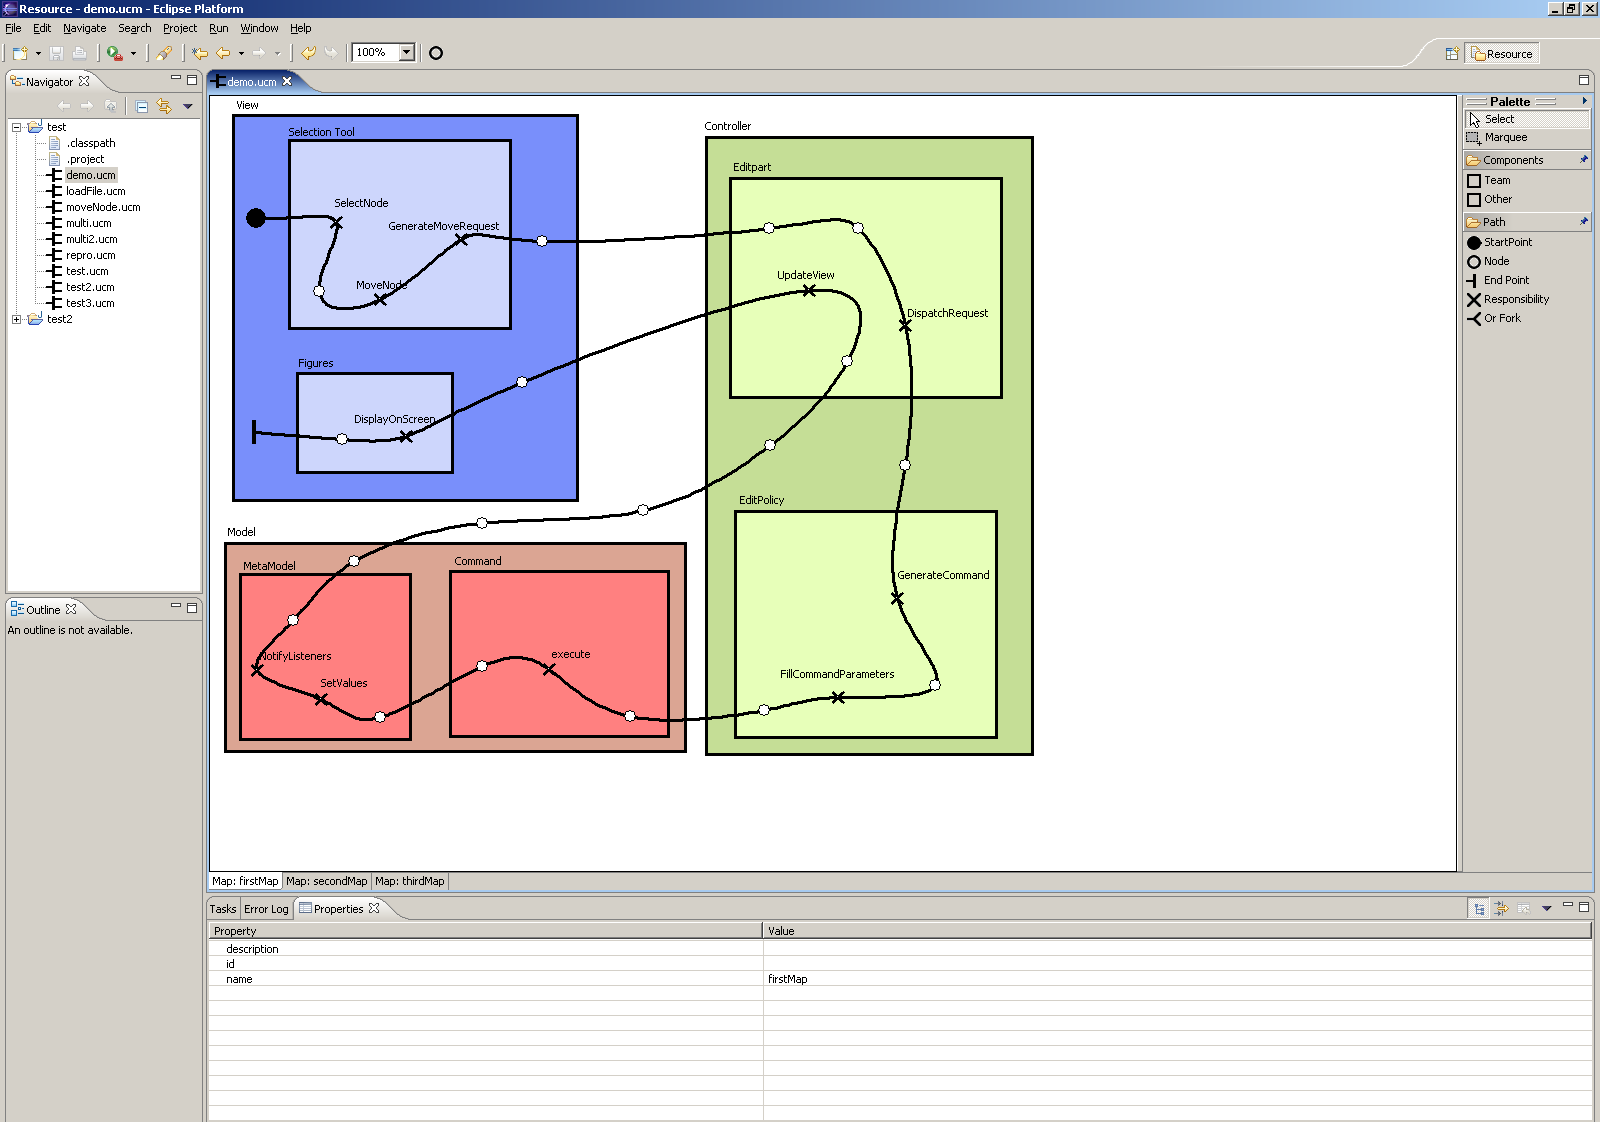 Resource - demo.ucm - Eclipse Platform
File Edit Navigate Search Project Run Window Help
100%
Resource
Navigator
demo.ucm
test
.classpath
.project
demo.ucm
loadFile.ucm
moveNode.ucm
multi.ucm
multi2.ucm
repro.ucm
test.ucm
test2.ucm
test3.ucm
test2
Outline
An outline is not available.
View
Selection Tool
SelectNode
GenerateMoveRequest
MoveNode
Figures
DisplayOnScreen
Controller
Editpart
UpdateView
DispatchRequest
EditPolicy
GenerateCommand
FillCommandParameters
Model
MetaModel
Command
NotifyListeners
SetValues
execute
Palette
Select
Marquee
Components
Team
Other
Path
StartPoint
Node
End Point
Responsibility
Or Fork
Map: firstMap Map: secondMap Map: thirdMap
Tasks Error Log Properties
Property Value
description
id
name firstMap